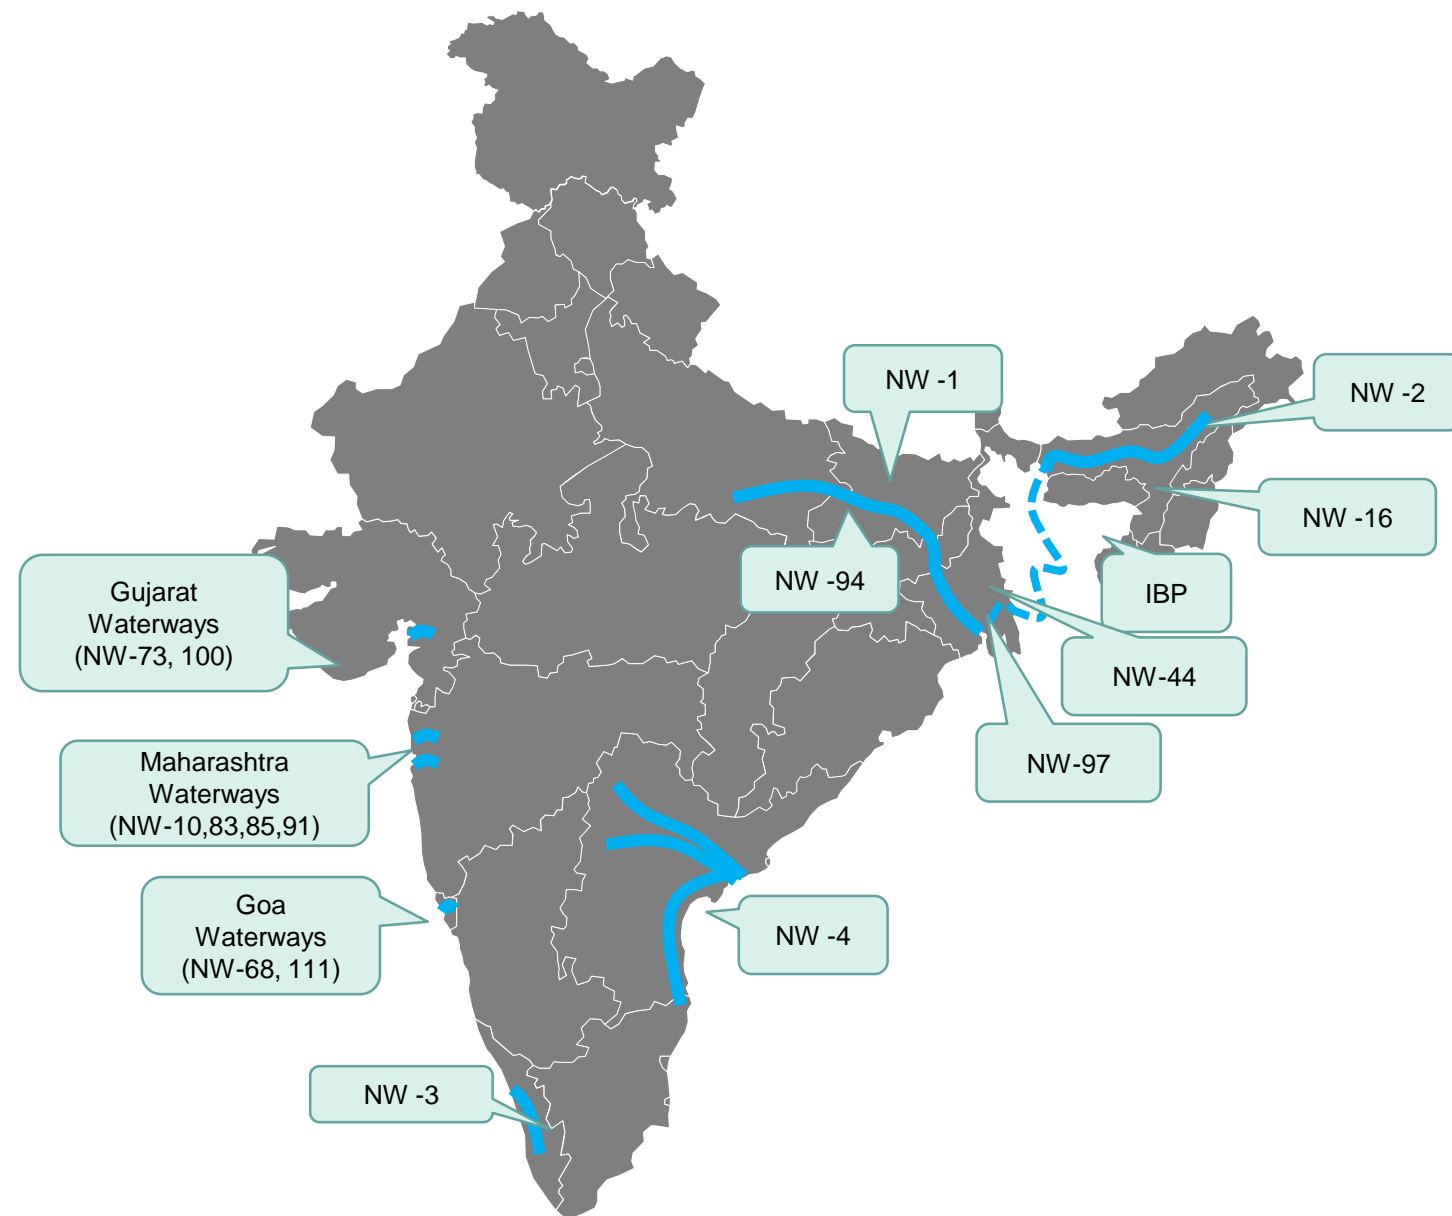 NW -1
NW -2
NW -16
NW -94
IBP
Gujarat
Waterways
(NW-73, 100)
NW-44
NW-97
Maharashtra
Waterways
(NW-10,83,85,91)
Goa
Waterways
(NW-68, 111)
NW -4
NW -3